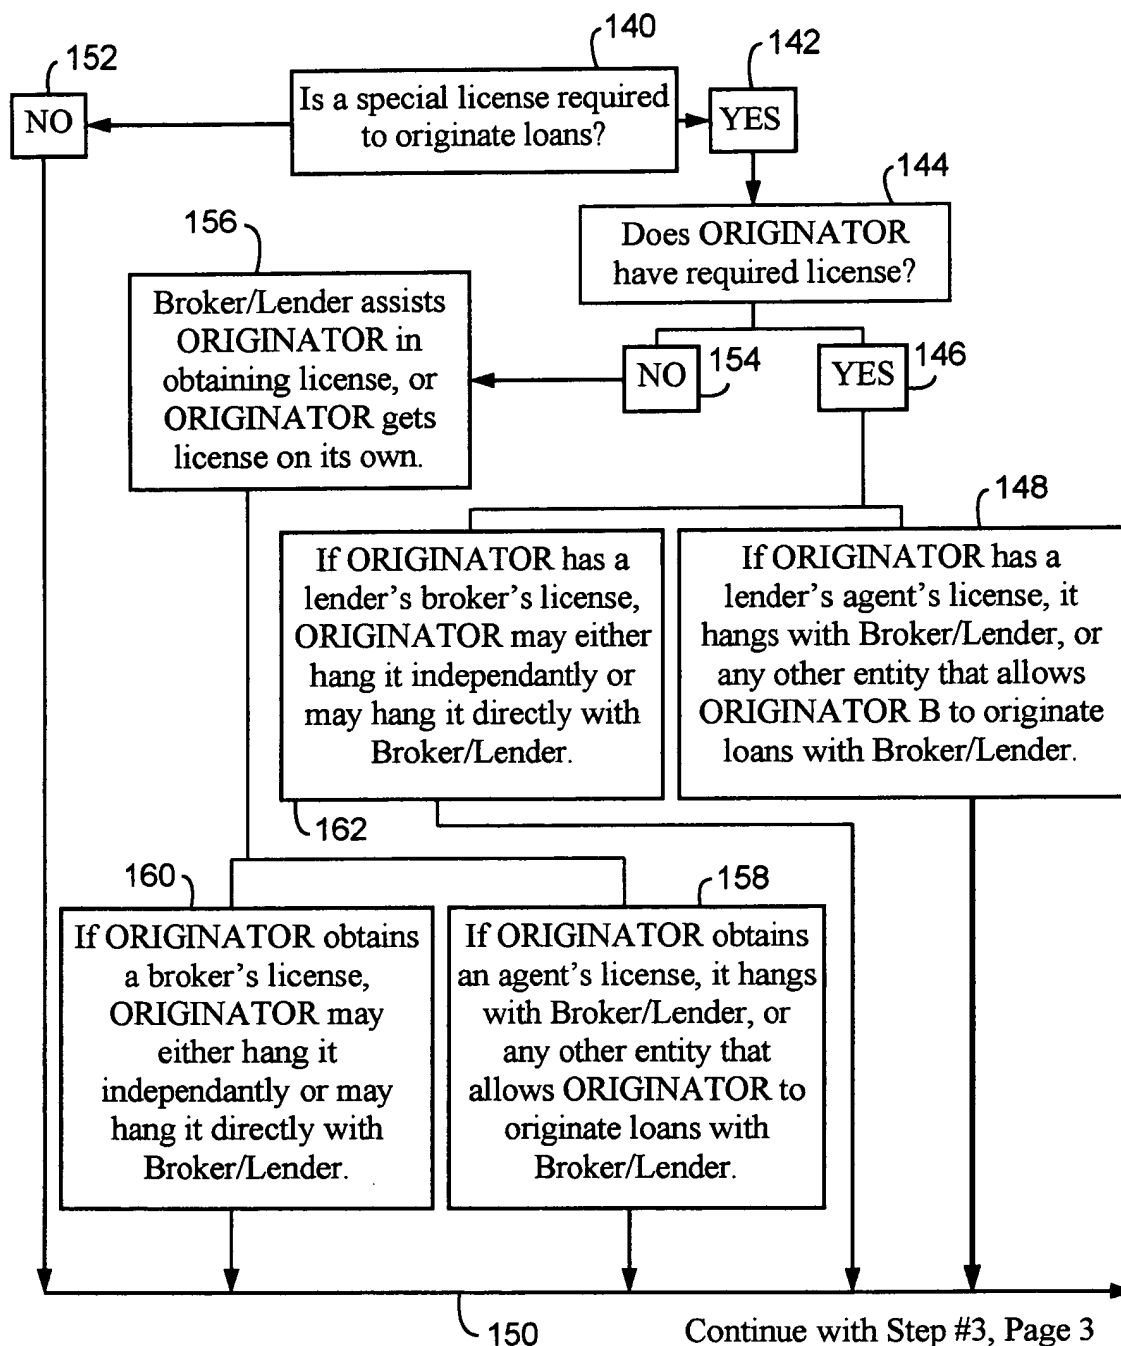 140
142
152
Is a special license required
to originate loans?
NO
YES
144
156
Does ORIGINATOR
have required license?
Broker/Lender assists
ORIGINATOR in
obtaining license, or
ORIGINATOR gets
license on its own.
NO
154
YES
146
148
If ORIGINATOR has a
lender's broker's license,
ORIGINATOR may either
hang it independantly or
may hang it directly with
Broker/Lender.
If ORIGINATOR has a
lender's agent's license, it
hangs with Broker/Lender, or
any other entity that allows
ORIGINATOR B to originate
loans with Broker/Lender.
162
160
158
If ORIGINATOR obtains
a broker's license,
ORIGINATOR may
either hang it
independantly or may
hang it directly with
Broker/Lender.
If ORIGINATOR obtains
an agent's license, it hangs
with Broker/Lender, or
any other entity that
allows ORIGINATOR to
originate loans with
Broker/Lender.
150
Continue with Step #3, Page 3